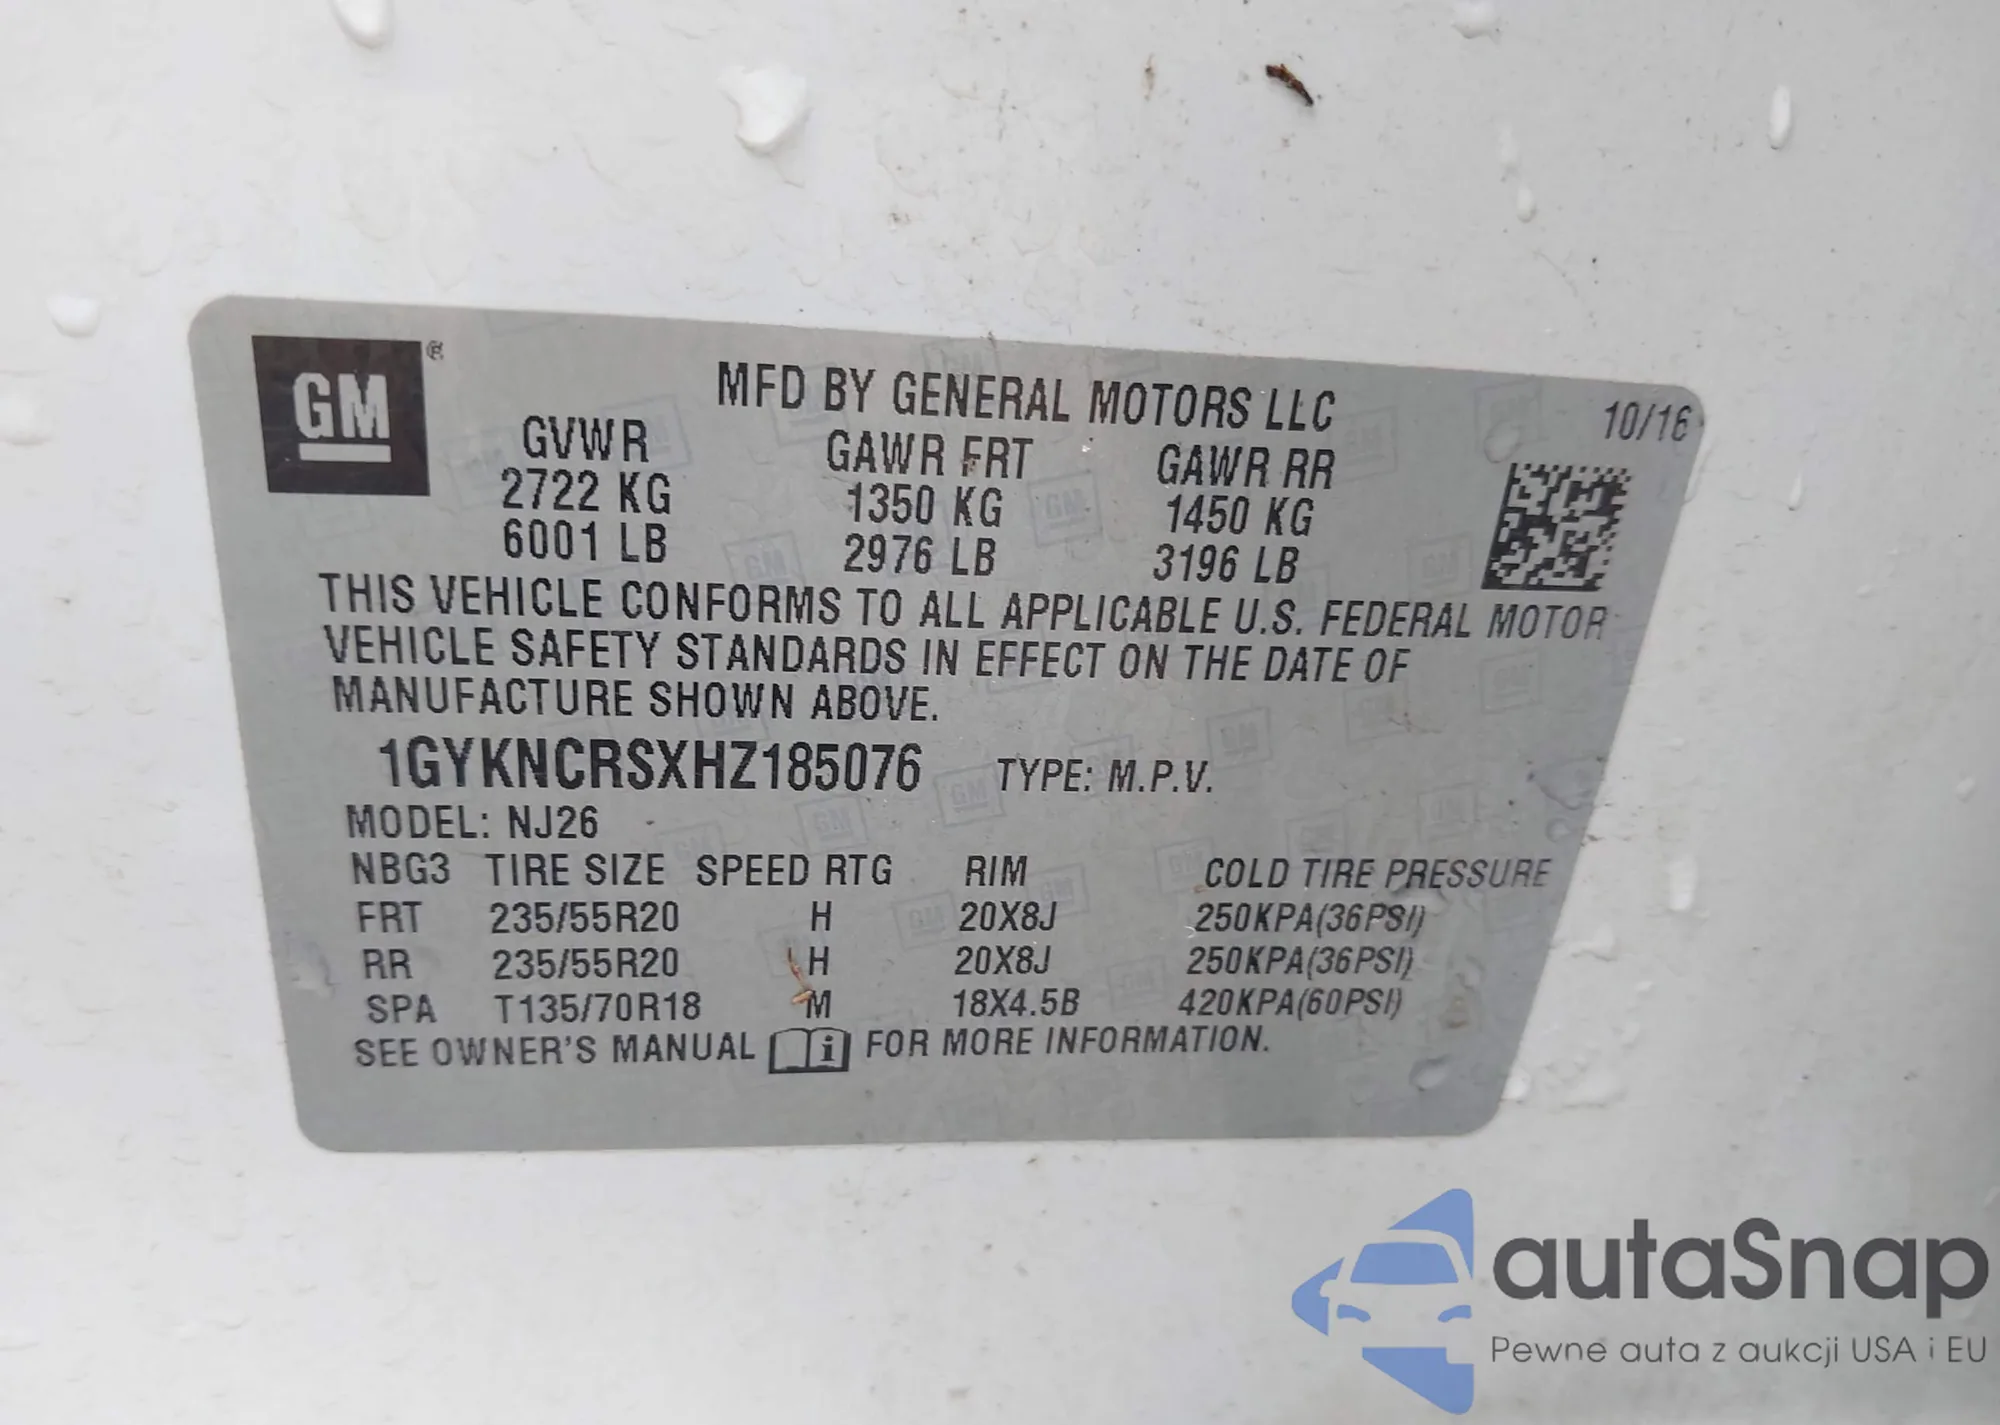 GM ®
MFD BY GENERAL MOTORS LLC
10/16
GVWR GAWR FRT GAWR RR
2722 KG 1350 KG 1450 KG
6001 LB 2976 LB 3196 LB
THIS VEHICLE CONFORMS TO ALL APPLICABLE U.S. FEDERAL MOTOR
VEHICLE SAFETY STANDARDS IN EFFECT ON THE DATE OF
MANUFACTURE SHOWN ABOVE.
1GYKNCRSXHZ185076 TYPE: M.P.V.
MODEL: NJ26
NBG3 TIRE SIZE SPEED RTG RIM COLD TIRE PRESSURE
FRT 235/55R20 H 20X8J 250KPA(36PSI)
RR 235/55R20 H 20X8J 250KPA(36PSI)
SPA T135/70R18 M 18X4.5B 420KPA(60PSI)
SEE OWNER'S MANUAL i FOR MORE INFORMATION.
autaSnap
Pewne auta z aukcji USA i EU